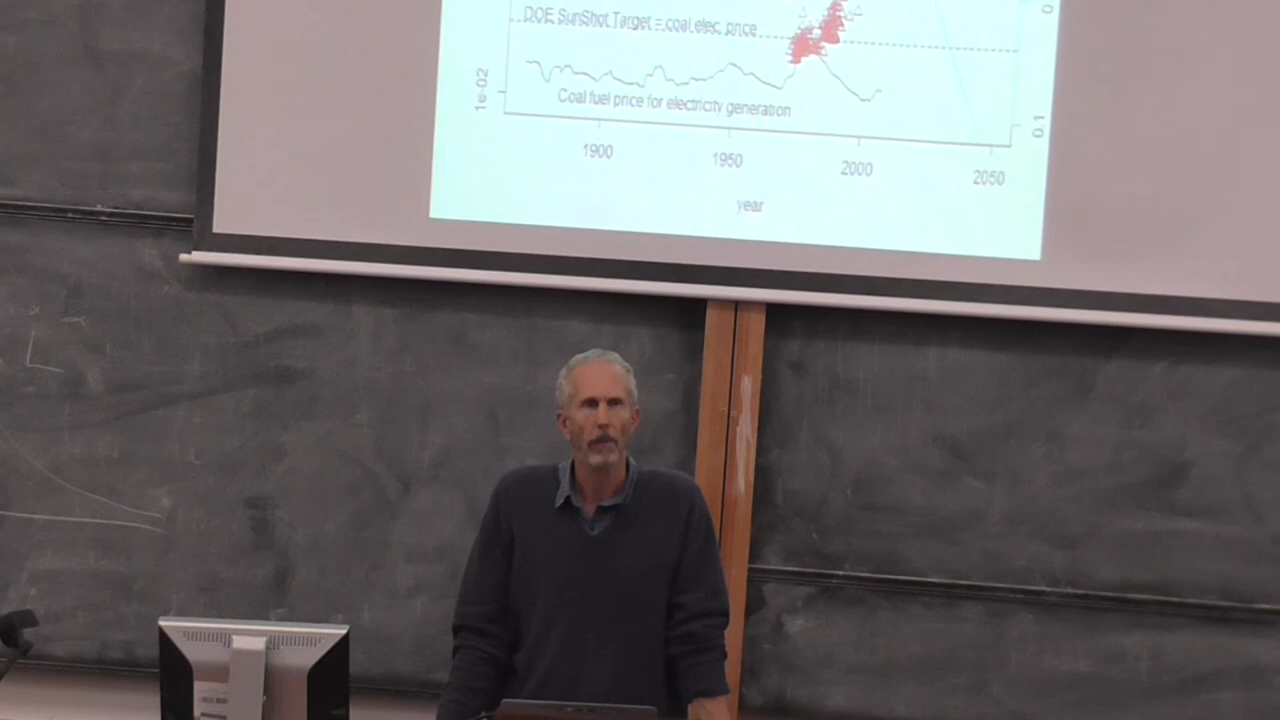 DOE SunShot Target = coal elec. price
1e-02
Coal fuel price for electricity generation
0.1
1900 1950 2000 2050
year